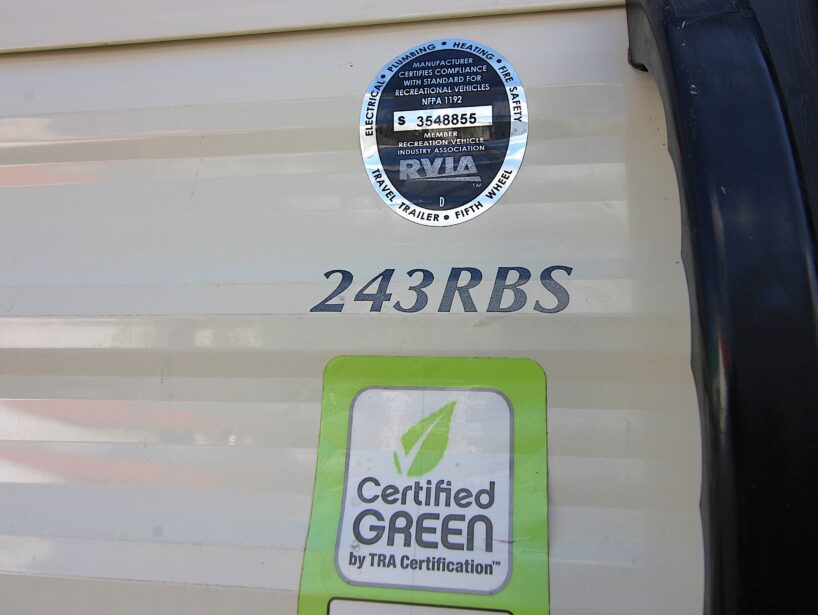 ELECTRICAL • PLUMBING • HEATING • FIRE SAFETY
MANUFACTURER
CERTIFIES COMPLIANCE
WITH STANDARD FOR
RECREATIONAL VEHICLES
NFPA 1192
S 3548855
MEMBER
RECREATION VEHICLE
INDUSTRY ASSOCIATION
RVIA
TM
D
TRAVEL TRAILER • FIFTH WHEEL
243RBS
Certified
GREEN
by TRA Certification™